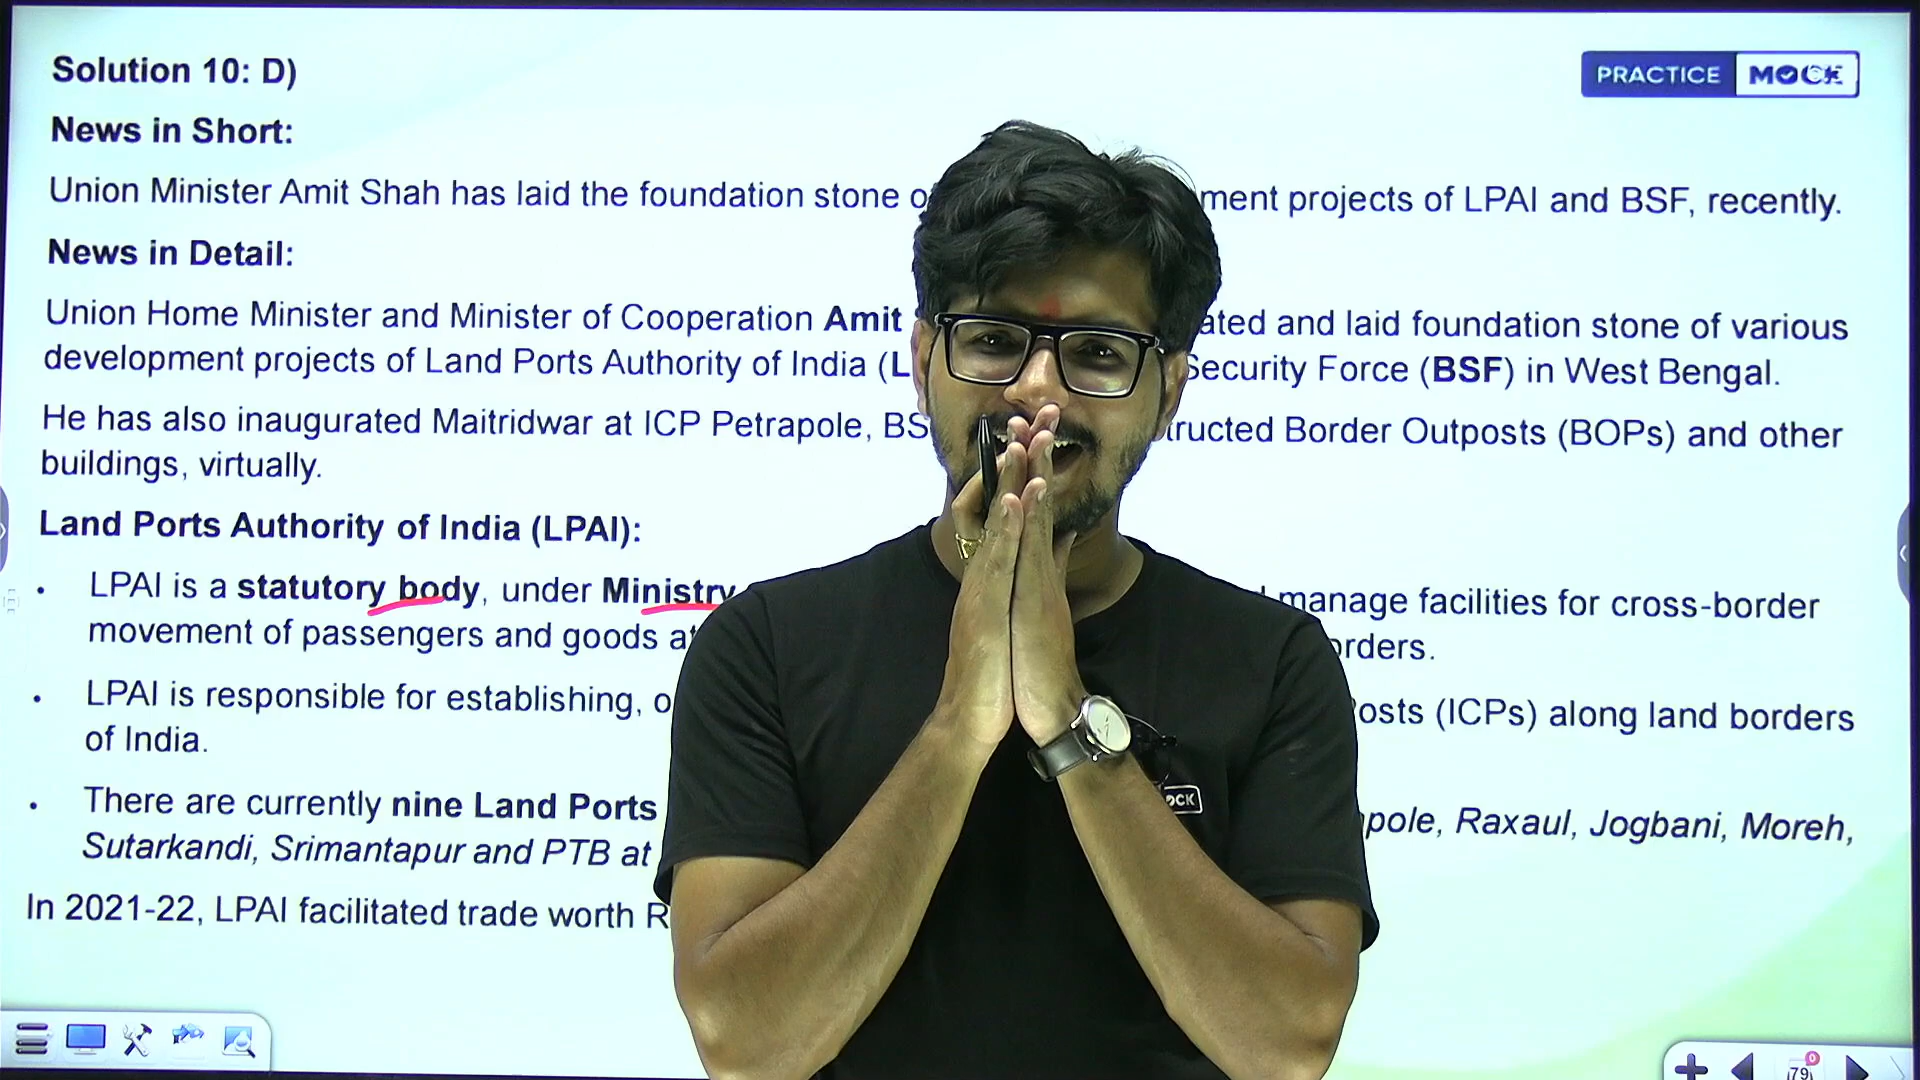 Solution 10: D)
PRACTICE MOCK
News in Short:
Union Minister Amit Shah has laid the foundation stone ment projects of LPAI and BSF, recently.
News in Detail:
Union Home Minister and Minister of Cooperation Amit ated and laid foundation stone of various
development projects of Land Ports Authority of India (L Security Force (BSF) in West Bengal.
He has also inaugurated Maitridwar at ICP Petrapole, BS tructed Border Outposts (BOPs) and other
buildings, virtually.
Land Ports Authority of India (LPAI):
• LPAI is a statutory body, under Ministry manage facilities for cross-border
movement of passengers and goods at orders.
• LPAI is responsible for establishing, o osts (ICPs) along land borders
of India.
• There are currently nine Land Ports pole, Raxaul, Jogbani, Moreh,
Sutarkandi, Srimantapur and PTB at
In 2021-22, LPAI facilitated trade worth R
OCK
79
0